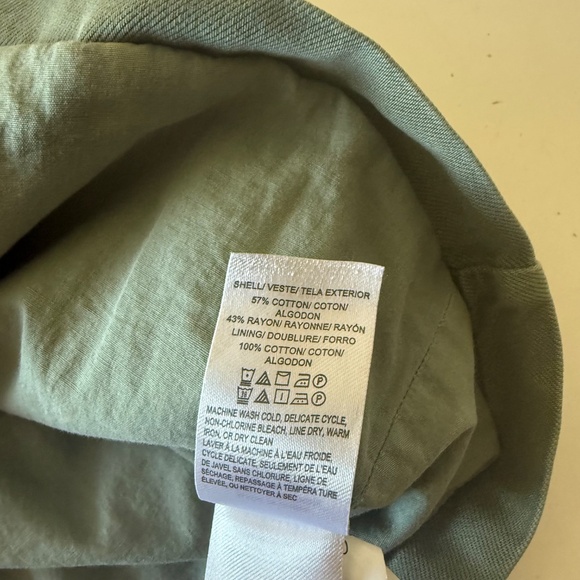 SHELL/ VESTE/ TELA EXTERIOR
57% COTTON/ COTON/
ALGODON
43% RAYON/ RAYONNE/ RAYÓN
LINING/ DOUBLURE/ FORRO
100% COTTON/ COTON/
ALGODON
MACHINE WASH COLD, DELICATE CYCLE,
NON-CHLORINE BLEACH, LINE DRY, WARM
IRON, OR DRY CLEAN
LAVER À LA MACHINE À L'EAU FROIDE,
CYCLE DELICATE, SEULEMENT DE L'EAU
DE JAVEL SANS CHLORURE, LIGNE DE
SÉCHAGE, REPASSAGE À TEMPÉRATURE
ÉLEVÉE, OU NETTOYER À SEC